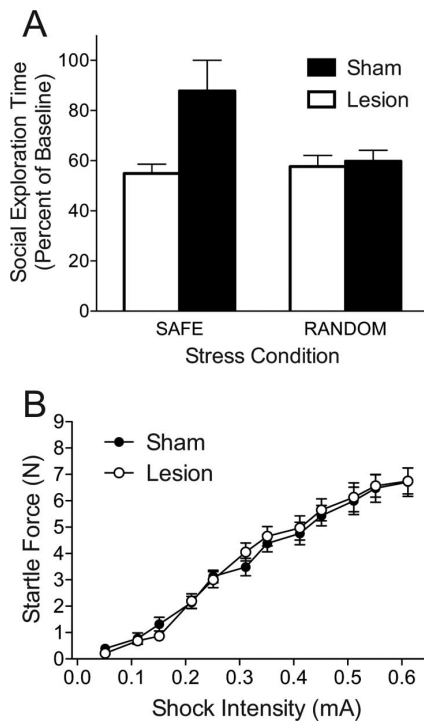 A
Social Exploration Time
(Percent of Baseline)
100
80
60
40
20
0
Sham
Lesion
SAFE
RANDOM
Stress Condition
B
Startle Force (N)
9
8
7
6
5
4
3
2
1
0
Sham
Lesion
0.0 0.1 0.2 0.3 0.4 0.5 0.6
Shock Intensity (mA)